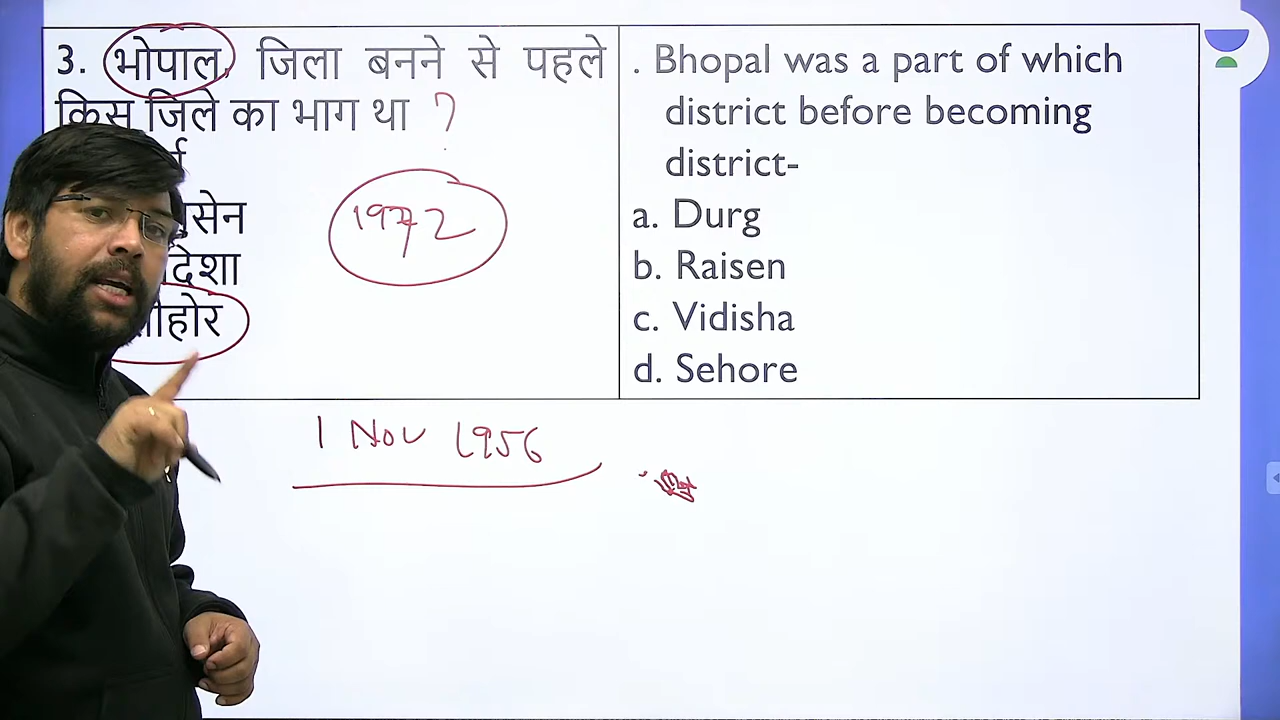 3. भोपाल, जिला बनने से पहले
किस जिले का भाग था ?
1972
. Bhopal was a part of which
district before becoming
district-
a. Durg
b. Raisen
c. Vidisha
d. Sehore
1 Nov 1956